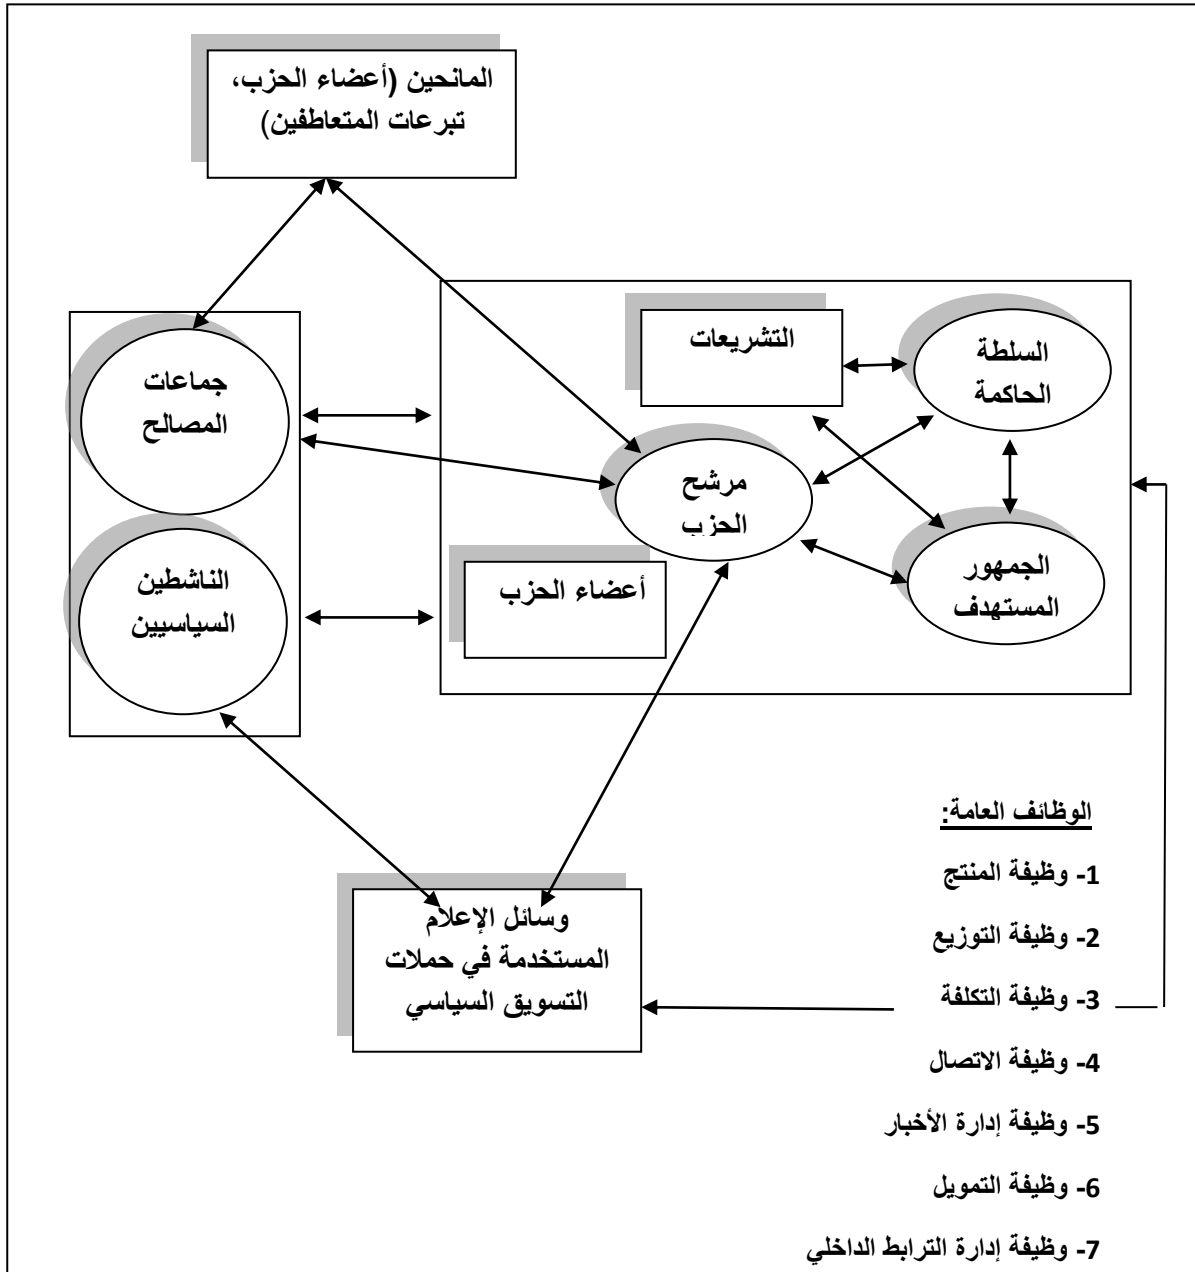 المانحين (أعضاء الحزب،
تبرعات المتعاطفين)
التشريعات
السلطة
الحاكمة
جماعات
المصالح
مرشح
الحزب
الناشطين
السياسيين
أعضاء الحزب
الجمهور
المستهدف
وسائل الإعلام
المستخدمة في حملات
التسويق السياسي
الوظائف العامة:
1- وظيفة المنتج
2- وظيفة التوزيع
3- وظيفة التكلفة
4- وظيفة الاتصال
5- وظيفة إدارة الأخبار
6- وظيفة التمويل
7- وظيفة إدارة الترابط الداخلي